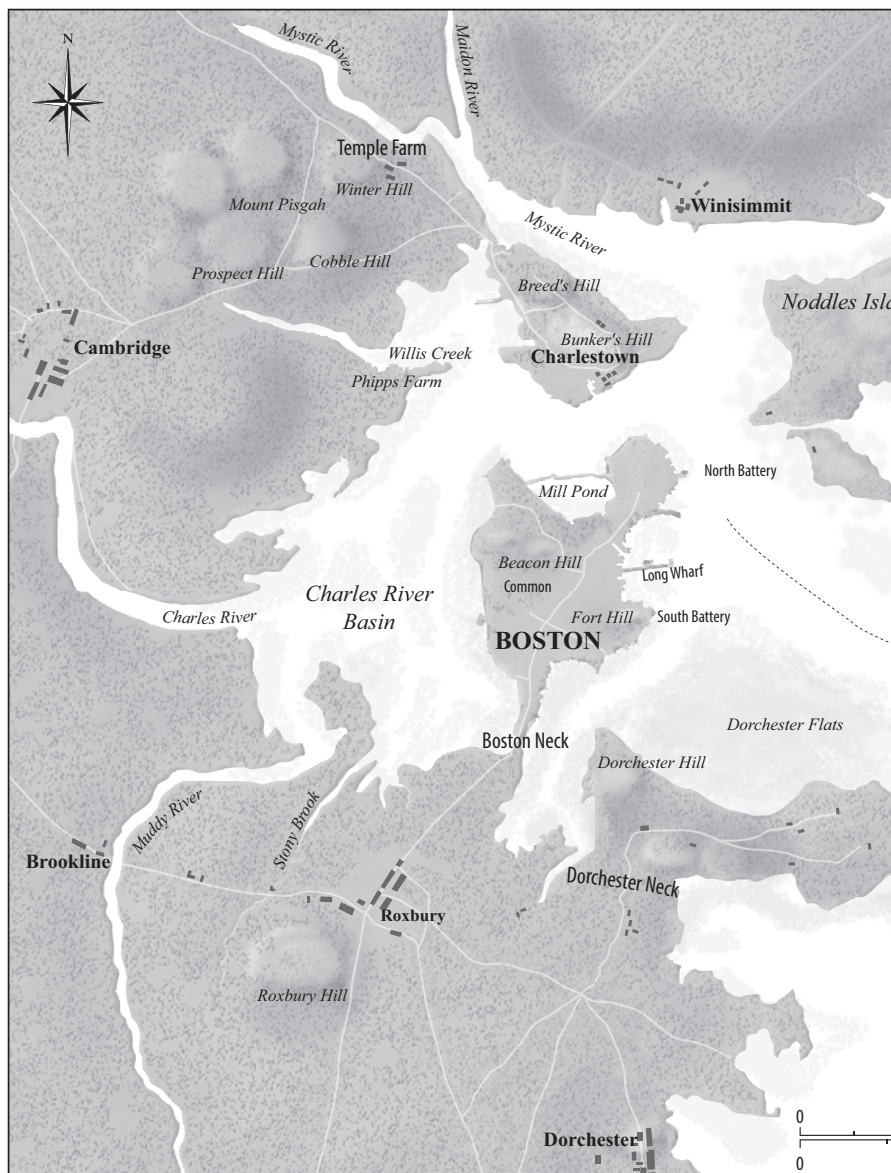 Mystic River
Maidon River
N
Temple Farm
Winter Hill
Mount Pisgah
Winisimmit
Mystic River
Cobble Hill
Prospect Hill
Breed's Hill
Noddles Isla
Bunker's Hill
Cambridge
Willis Creek
Charlestown
Phipps Farm
North Battery
Mill Pond
Beacon Hill
Common
Long Wharf
Charles River
Basin
Charles River
Fort Hill
South Battery
BOSTON
Dorchester Flats
Boston Neck
Dorchester Hill
Muddy River
Stony Brook
Brookline
Dorchester Neck
Roxbury
Roxbury Hill
0
Dorchester
0